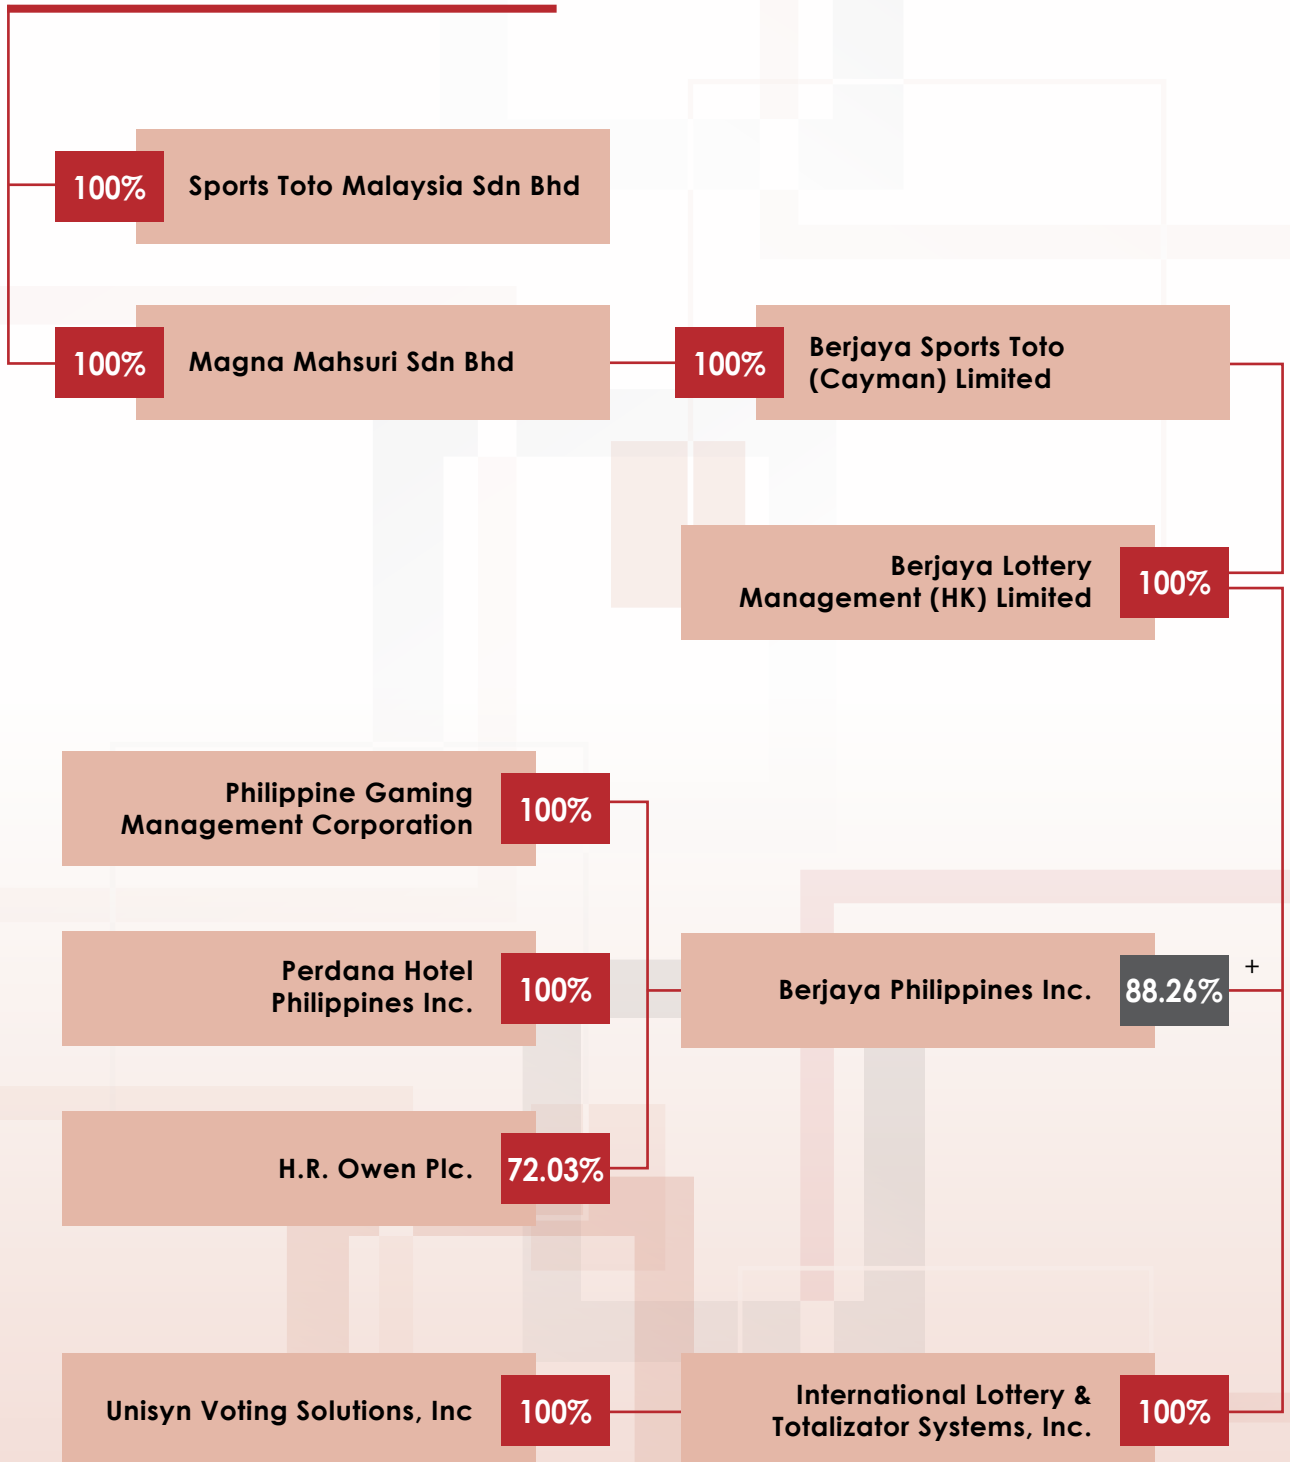 100%
Sports Toto Malaysia Sdn Bhd
100%
Magna Mahsuri Sdn Bhd
100%
Berjaya Sports Toto
(Cayman) Limited
Berjaya Lottery
Management (HK) Limited
100%
Philippine Gaming
Management Corporation
100%
Perdana Hotel
Philippines Inc.
100%
Berjaya Philippines Inc.
88.26%
+
H.R. Owen Plc.
72.03%
Unisyn Voting Solutions, Inc
100%
International Lottery &
Totalizator Systems, Inc.
100%